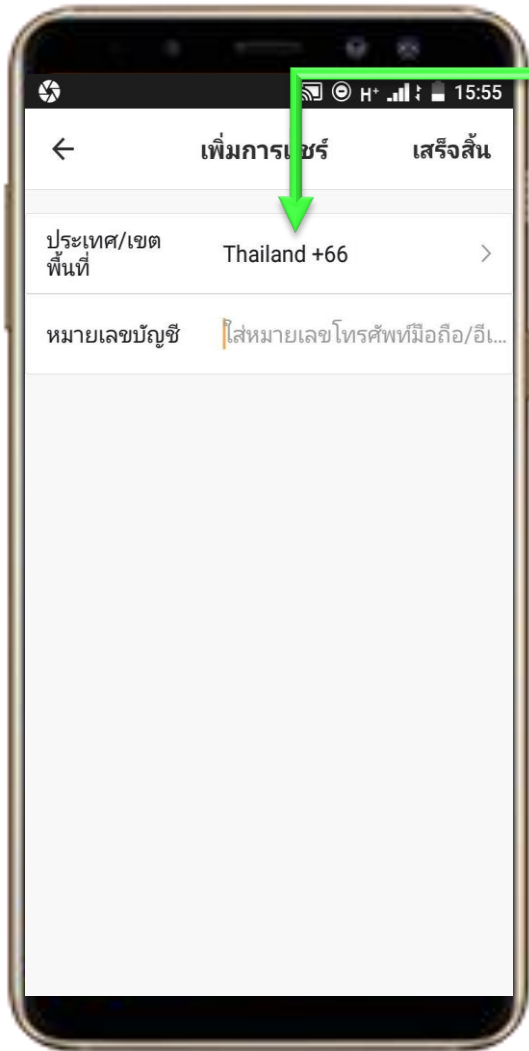 H+ 15:55
เพิ่มการแชร์ เสร็จสิ้น
ประเทศ/เขต
พื้นที่
Thailand +66
หมายเลขบัญชี ใส่หมายเลขโทรศัพท์มือถือ/อีเ...